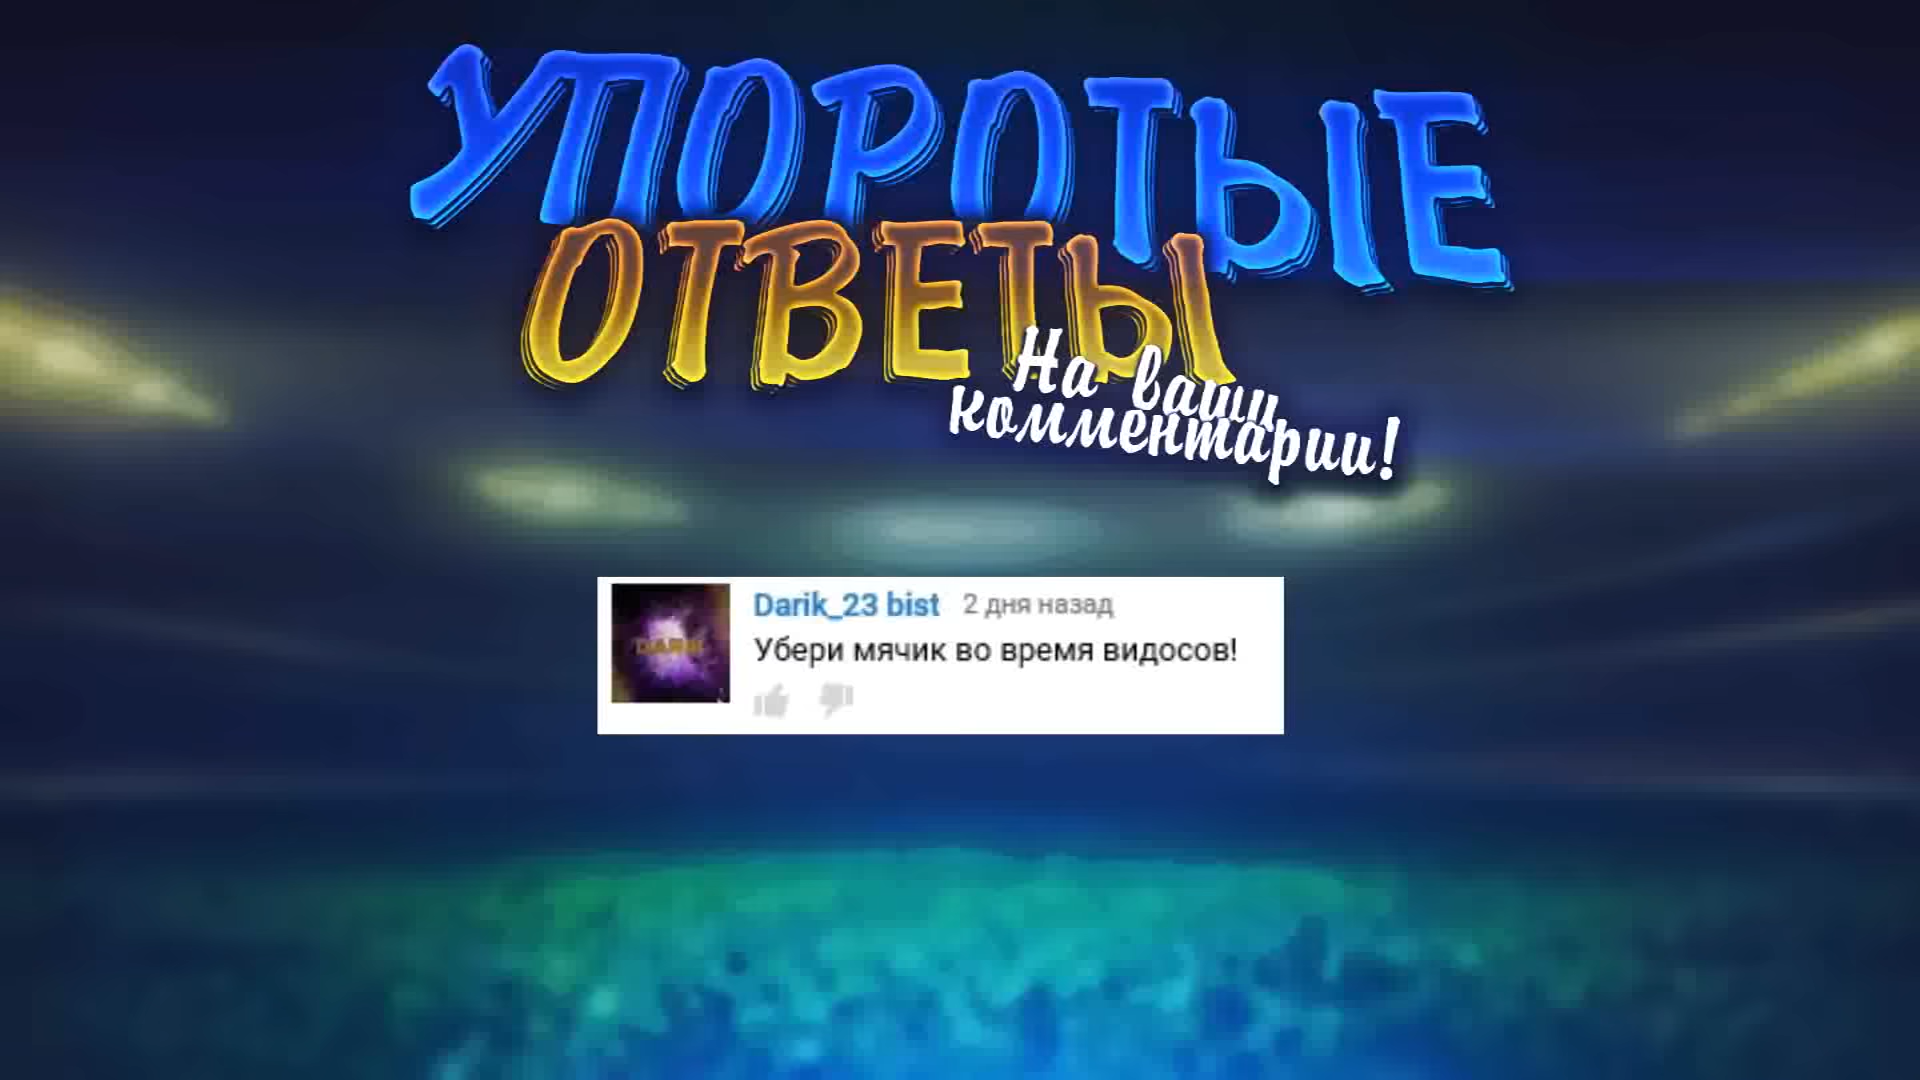 УПОРОТЫЕ
ОТВЕТЫ
На ваши
комментарии!
Darik_23 bist 2 дня назад
Убери мячик во время видосов!